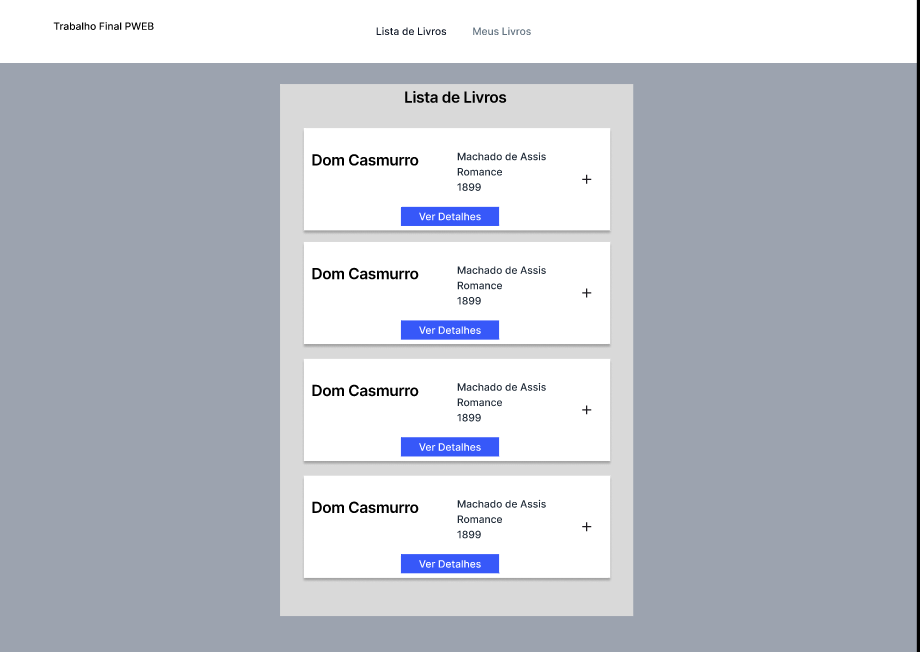 Trabalho Final PWEB
Lista de Livros
Meus Livros
Lista de Livros
Dom Casmurro
Machado de Assis
Romance
1899
+
Ver Detalhes
Dom Casmurro
Machado de Assis
Romance
1899
+
Ver Detalhes
Dom Casmurro
Machado de Assis
Romance
1899
+
Ver Detalhes
Dom Casmurro
Machado de Assis
Romance
1899
+
Ver Detalhes